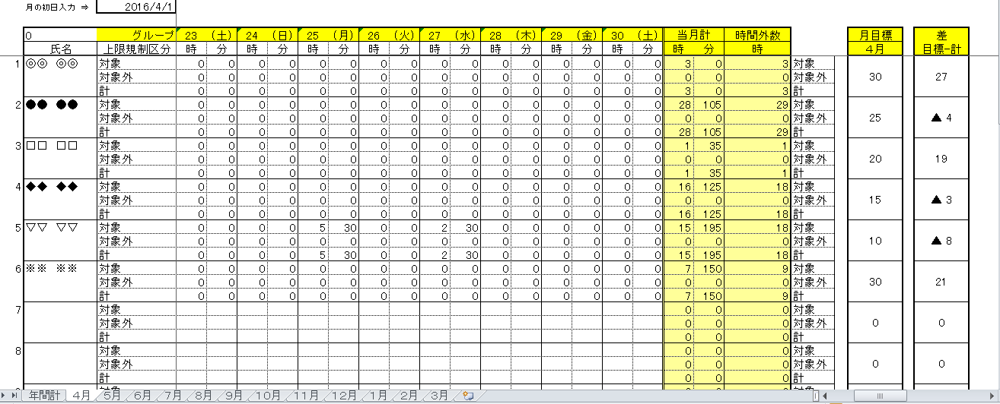 月の初日入力 ⇒ 2016/4/1
0 グループ 23 (土) 24 (日) 25 (月) 26 (火) 27 (水) 28 (木) 29 (金) 30 (土) 当月計 時間外数 月目標 差
氏名 上限規制区分 時 分 時 分 時 分 時 分 時 分 時 分 時 分 時 分 時 分 時 4月 目標-計
1 ◎◎ ◎◎ 対象 0 0 0 0 0 0 0 0 0 0 0 0 0 0 0 0 3 0 3 対象
対象外 0 0 0 0 0 0 0 0 0 0 0 0 0 0 0 0 0 0 0 対象外 30 27
計 0 0 0 0 0 0 0 0 0 0 0 0 0 0 0 0 3 0 3 計
2 ●● ●● 対象 0 0 0 0 0 0 0 0 0 0 0 0 0 0 0 0 28 105 29 対象
対象外 0 0 0 0 0 0 0 0 0 0 0 0 0 0 0 0 0 0 0 対象外 25 ▲ 4
計 0 0 0 0 0 0 0 0 0 0 0 0 0 0 0 0 28 105 29 計
3 □□ □□ 対象 0 0 0 0 0 0 0 0 0 0 0 0 0 0 0 0 1 35 1 対象
対象外 0 0 0 0 0 0 0 0 0 0 0 0 0 0 0 0 0 0 0 対象外 20 19
計 0 0 0 0 0 0 0 0 0 0 0 0 0 0 0 0 1 35 1 計
4 ◆◆ ◆◆ 対象 0 0 0 0 0 0 0 0 0 0 0 0 0 0 0 0 16 125 18 対象
対象外 0 0 0 0 0 0 0 0 0 0 0 0 0 0 0 0 0 0 0 対象外 15 ▲ 3
計 0 0 0 0 0 0 0 0 0 0 0 0 0 0 0 0 16 125 18 計
5 ▽▽ ▽▽ 対象 0 0 0 0 5 30 0 0 2 30 0 0 0 0 0 0 15 195 18 対象
対象外 0 0 0 0 0 0 0 0 0 0 0 0 0 0 0 0 0 0 0 対象外 10 ▲ 8
計 0 0 0 0 5 30 0 0 2 30 0 0 0 0 0 0 15 195 18 計
6 ※※ ※※ 対象 0 0 0 0 0 0 0 0 0 0 0 0 0 0 0 0 7 150 9 対象
対象外 0 0 0 0 0 0 0 0 0 0 0 0 0 0 0 0 0 0 0 対象外 30 21
計 0 0 0 0 0 0 0 0 0 0 0 0 0 0 0 0 7 150 9 計
7 対象 0 0 0 対象
対象外 0 0 0 対象外 0 0
計 0 0 0 計
8 対象 0 0 0 対象
対象外 0 0 0 対象外 0 0
計 0 0 0 計
年間計 4月 5月 6月 7月 8月 9月 10月 11月 12月 1月 2月 3月